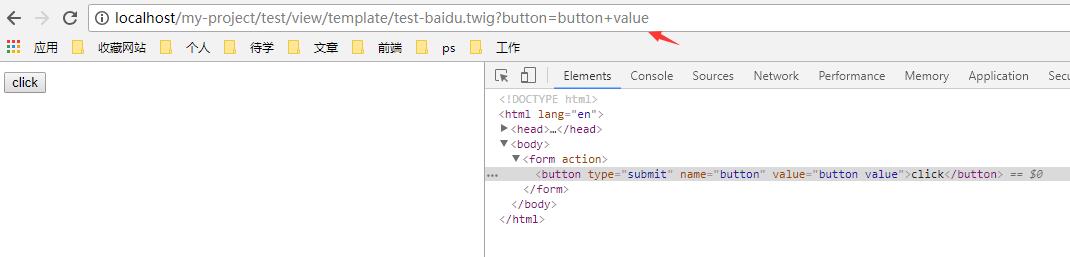 localhost/my-project/test/view/template/test-baidu.twig?button=button+value
应用 收藏网站 个人 待学 文章 前端 ps 工作
click
Elements Console Sources Network Performance Memory Application Secu
<!DOCTYPE html>
<html lang="en">
<head>…</head>
<body>
<form action>
··· <button type="submit" name="button" value="button value">click</button> == $0
</form>
</body>
</html>